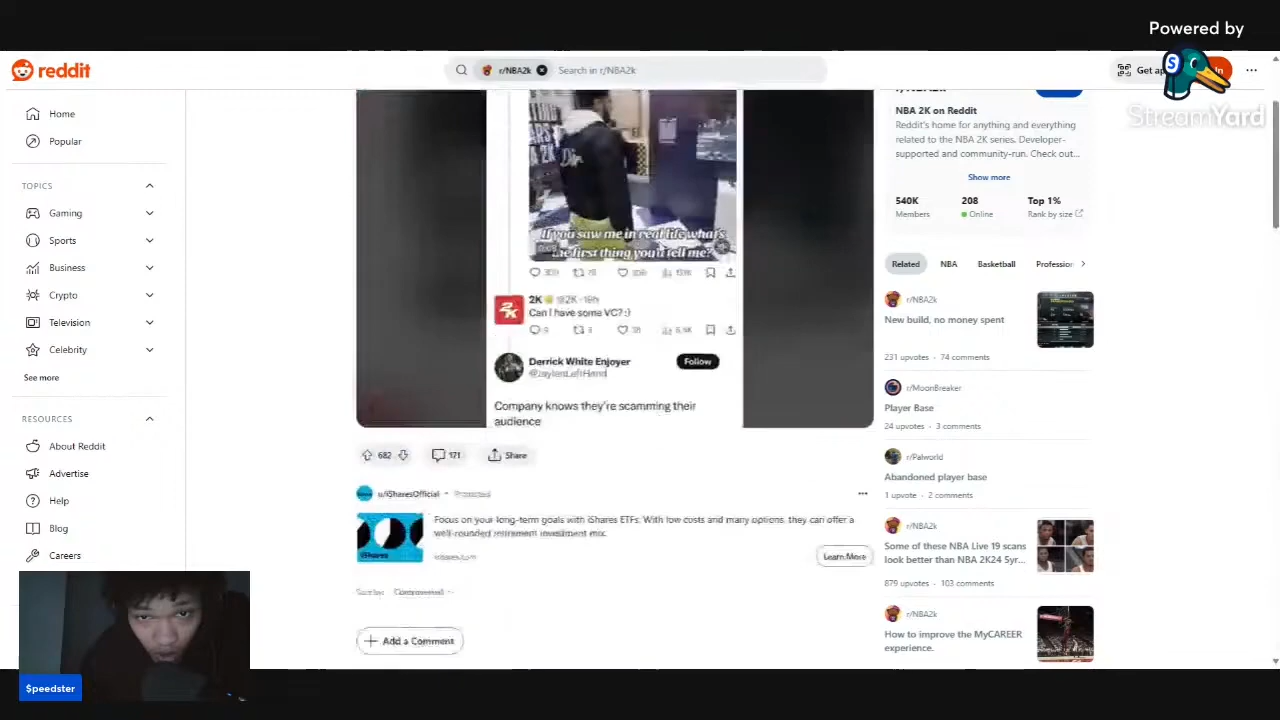 Powered by
StreamYard
reddit
r/NBA2k
Search in r/NBA2k
Home
Popular
TOPICS
Gaming
Sports
Business
Crypto
Television
Celebrity
See more
RESOURCES
About Reddit
Advertise
Help
Blog
Careers
If you saw me in real life what's
the first thing you'd tell me?
2K
Can I have some VC? :)
Derrick White Enjoyer
Follow
@JaylenLeftHand
Company knows they're scamming their
audience
682
171
Share
u/iSharesOfficial
Promoted
Focus on your long-term goals with iShares ETFs. With low costs and many options, they can offer a
well-rounded retirement investment mix.
iShares
Learn More
Add a Comment
NBA 2K on Reddit
Reddit's home for anything and everything
related to the NBA 2K series. Developer-
supported and community-run. Check out...
Show more
540K 208 Top 1%
Members Online Rank by size
Related NBA Basketball Profession
r/NBA2k
New build, no money spent
231 upvotes · 74 comments
r/MoonBreaker
Player Base
24 upvotes · 3 comments
r/Palworld
Abandoned player base
1 upvote · 2 comments
r/NBA2k
Some of these NBA Live 19 scans
look better than NBA 2K24 5yr...
879 upvotes · 103 comments
r/NBA2k
How to improve the MyCAREER
experience.
$peedster